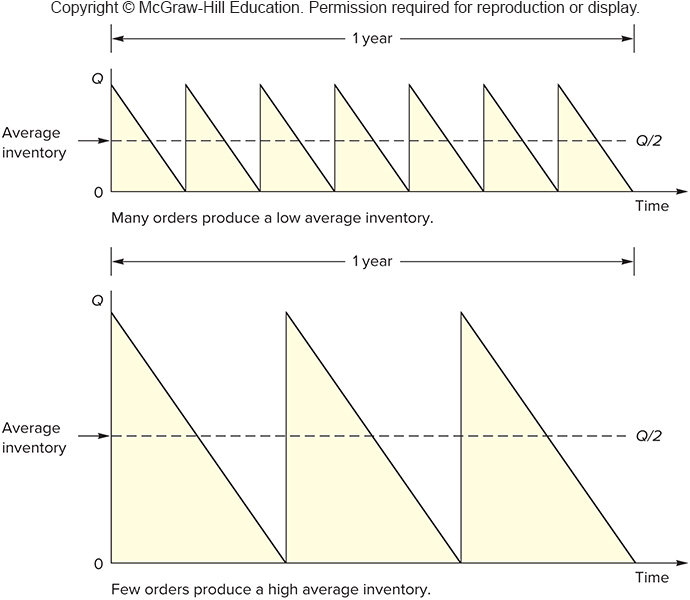 Copyright © McGraw-Hill Education. Permission required for reproduction or display.
1 year
Q
Average
inventory
Q/2
0
Time
Many orders produce a low average inventory.
1 year
Q
Average
inventory
Q/2
0
Time
Few orders produce a high average inventory.